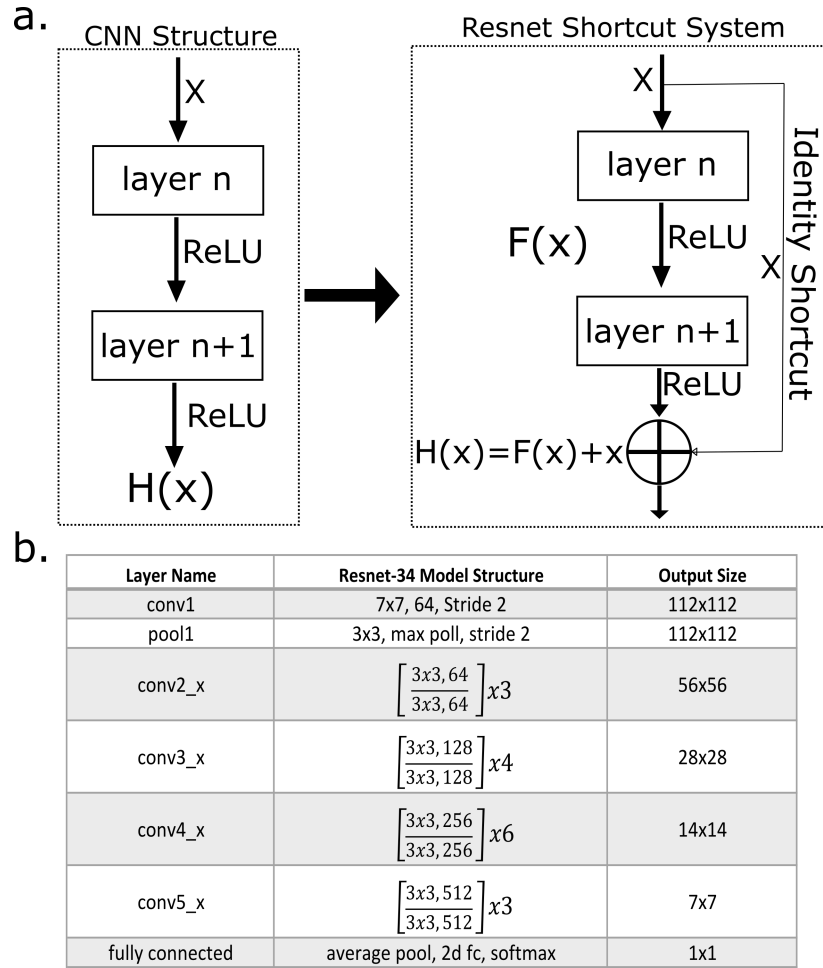 a.
CNN Structure
X
layer n
ReLU
layer n+1
ReLU
H(x)
Resnet Shortcut System
X
layer n
F(x)
ReLU
X
Identity Shortcut
layer n+1
ReLU
H(x)=F(x)+x
b.
Layer Name Resnet-34 Model Structure Output Size
conv1 7x7, 64, Stride 2 112x112
pool1 3x3, max poll, stride 2 112x112
conv2_x [3x3, 64 / 3x3, 64] x3 56x56
conv3_x [3x3, 128 / 3x3, 128] x4 28x28
conv4_x [3x3, 256 / 3x3, 256] x6 14x14
conv5_x [3x3, 512 / 3x3, 512] x3 7x7
fully connected average pool, 2d fc, softmax 1x1